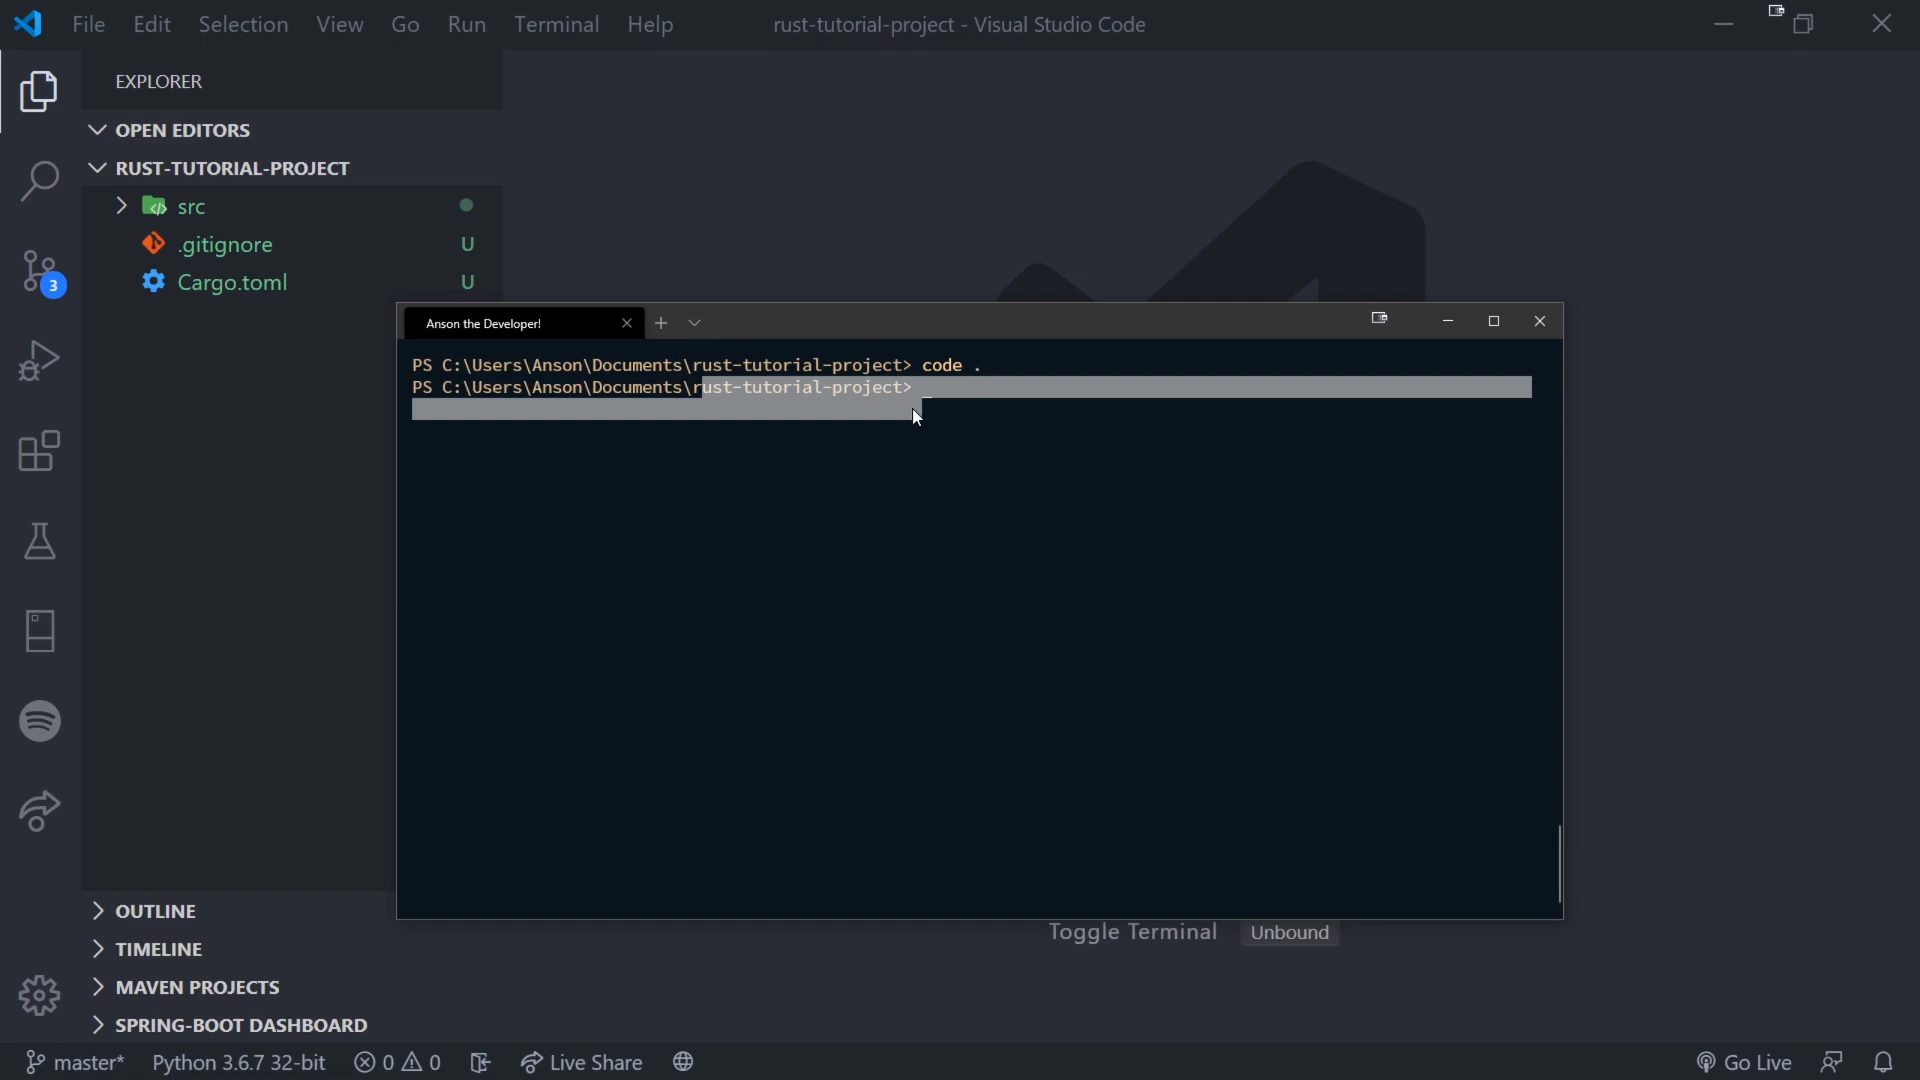 File Edit Selection View Go Run Terminal Help rust-tutorial-project - Visual Studio Code
EXPLORER
OPEN EDITORS
RUST-TUTORIAL-PROJECT
src
.gitignore U
Cargo.toml U
3
Anson the Developer!
PS C:\Users\Anson\Documents\rust-tutorial-project> code .
PS C:\Users\Anson\Documents\rust-tutorial-project> _
Toggle Terminal Unbound
OUTLINE
TIMELINE
MAVEN PROJECTS
SPRING-BOOT DASHBOARD
master* Python 3.6.7 32-bit 0 0 Live Share Go Live